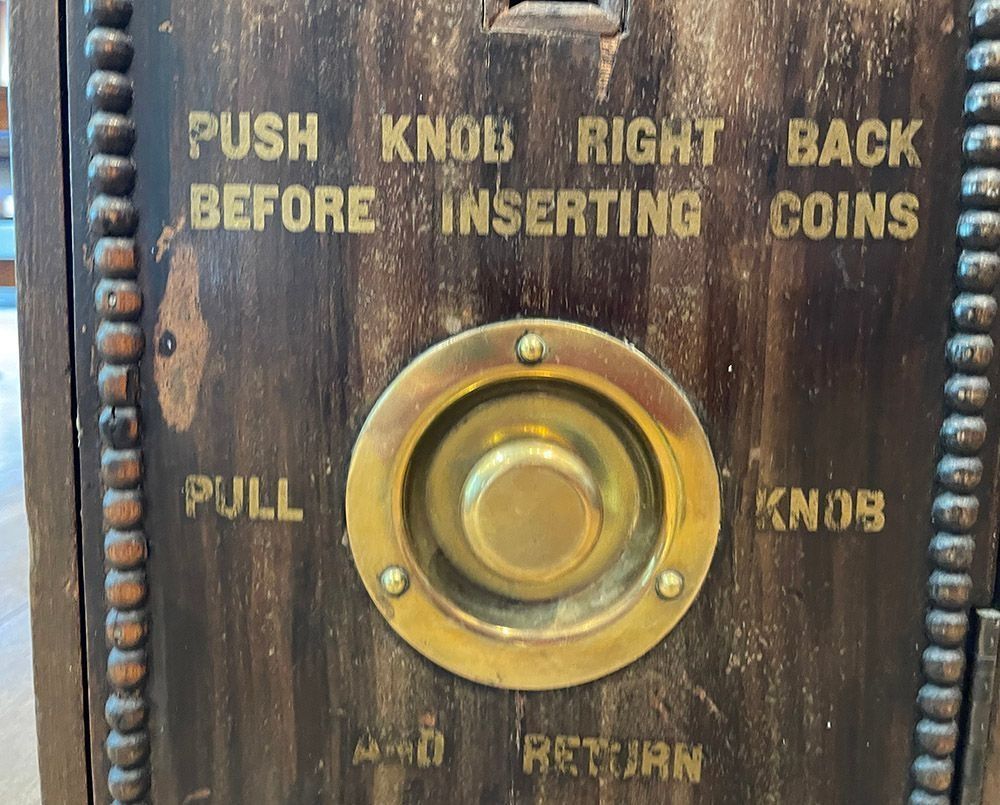 PUSH KNOB RIGHT BACK
BEFORE INSERTING COINS
PULL KNOB
AND RETURN